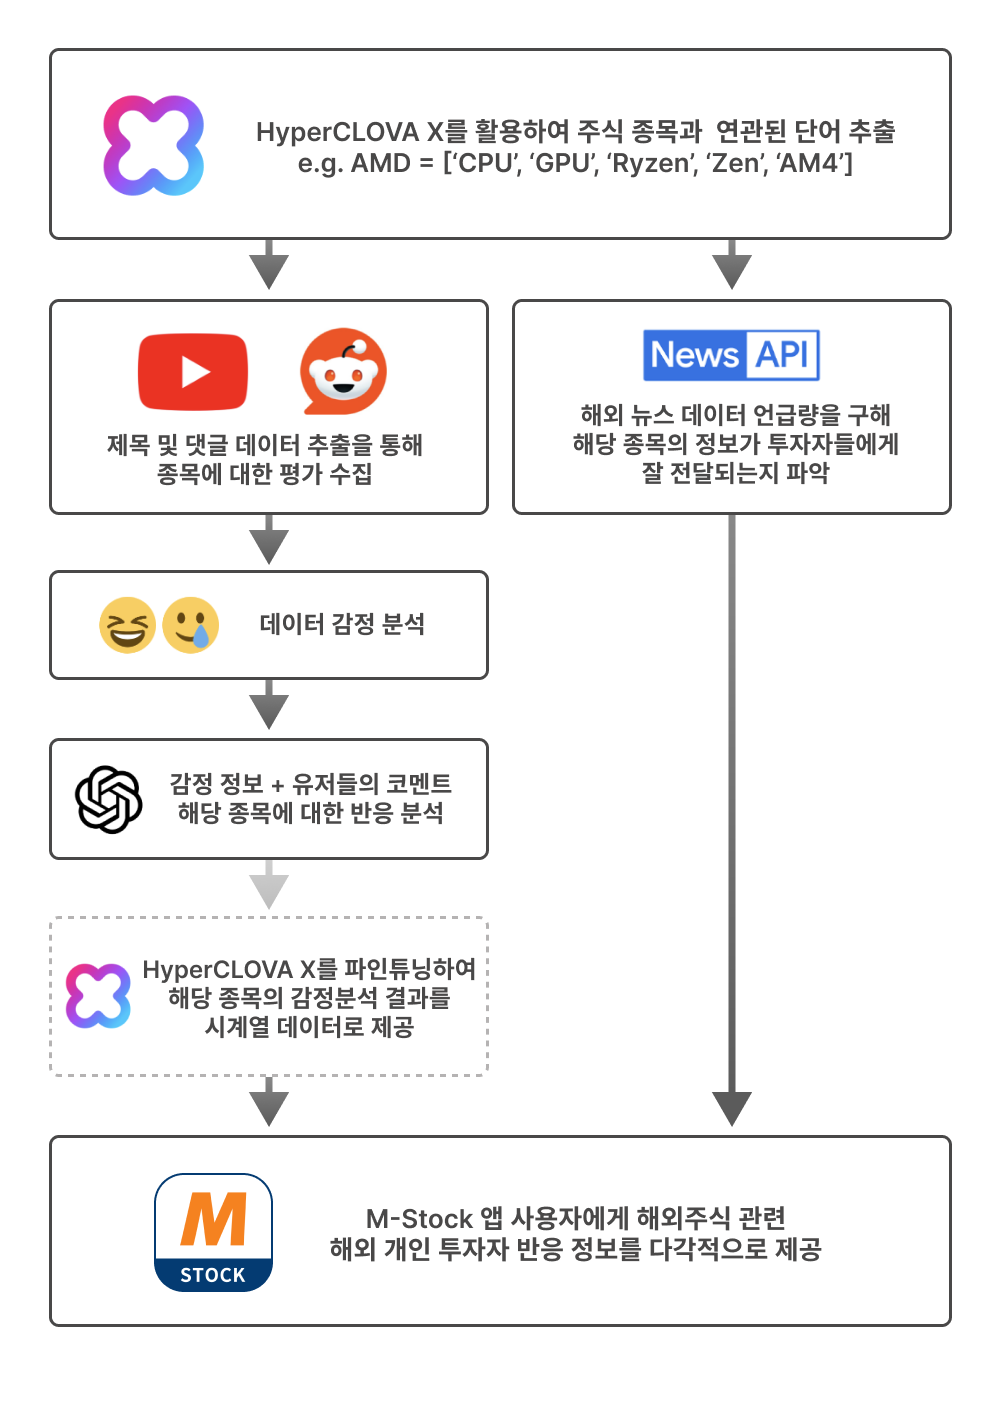 HyperCLOVA X를 활용하여 주식 종목과  연관된 단어 추출
e.g. AMD = [‘CPU’, ‘GPU’, ‘Ryzen’, ‘Zen’, ‘AM4’]
제목 및 댓글 데이터 추출을 통해
종목에 대한 평가 수집
News API
해외 뉴스 데이터 언급량을 구해
해당 종목의 정보가 투자자들에게
잘 전달되는지 파악
데이터 감정 분석
감정 정보 + 유저들의 코멘트
해당 종목에 대한 반응 분석
HyperCLOVA X를 파인튜닝하여
해당 종목의 감정분석 결과를
시계열 데이터로 제공
M
STOCK
M-Stock 앱 사용자에게 해외주식 관련
해외 개인 투자자 반응 정보를 다각적으로 제공